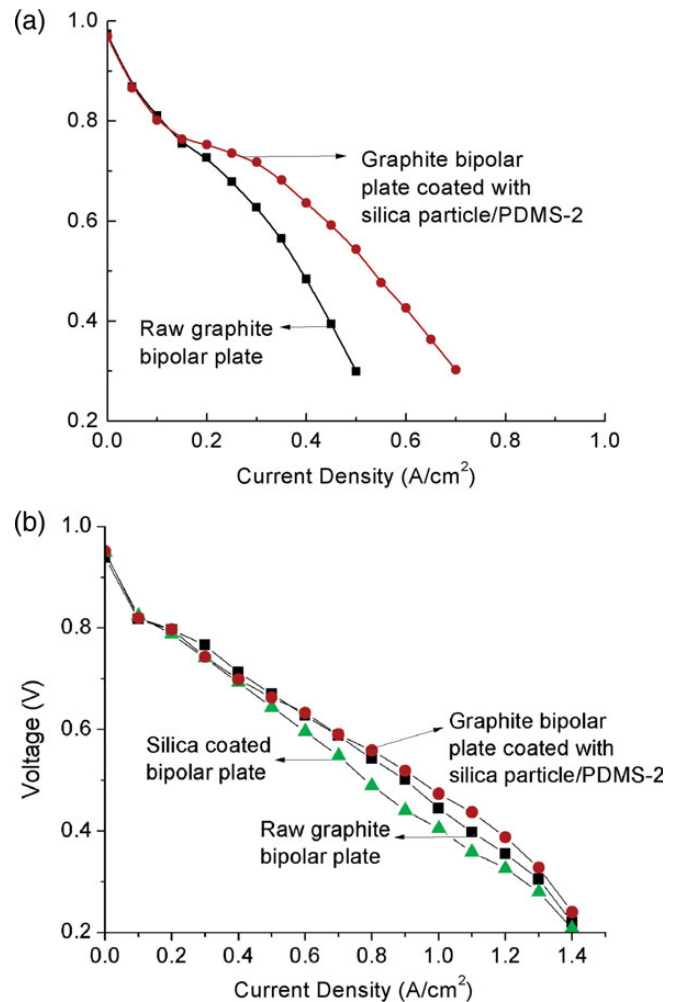 (a)
1.0
0.8
0.6
0.4
0.2
Graphite bipolar
plate coated with
silica particle/PDMS-2
Raw graphite
bipolar plate
0.0 0.2 0.4 0.6 0.8 1.0
Current Density (A/cm²)
(b)
1.0
0.8
0.6
0.4
0.2
Voltage (V)
Silica coated
bipolar plate
Graphite bipolar
plate coated with
silica particle/PDMS-2
Raw graphite
bipolar plate
0.0 0.2 0.4 0.6 0.8 1.0 1.2 1.4
Current Density (A/cm²)